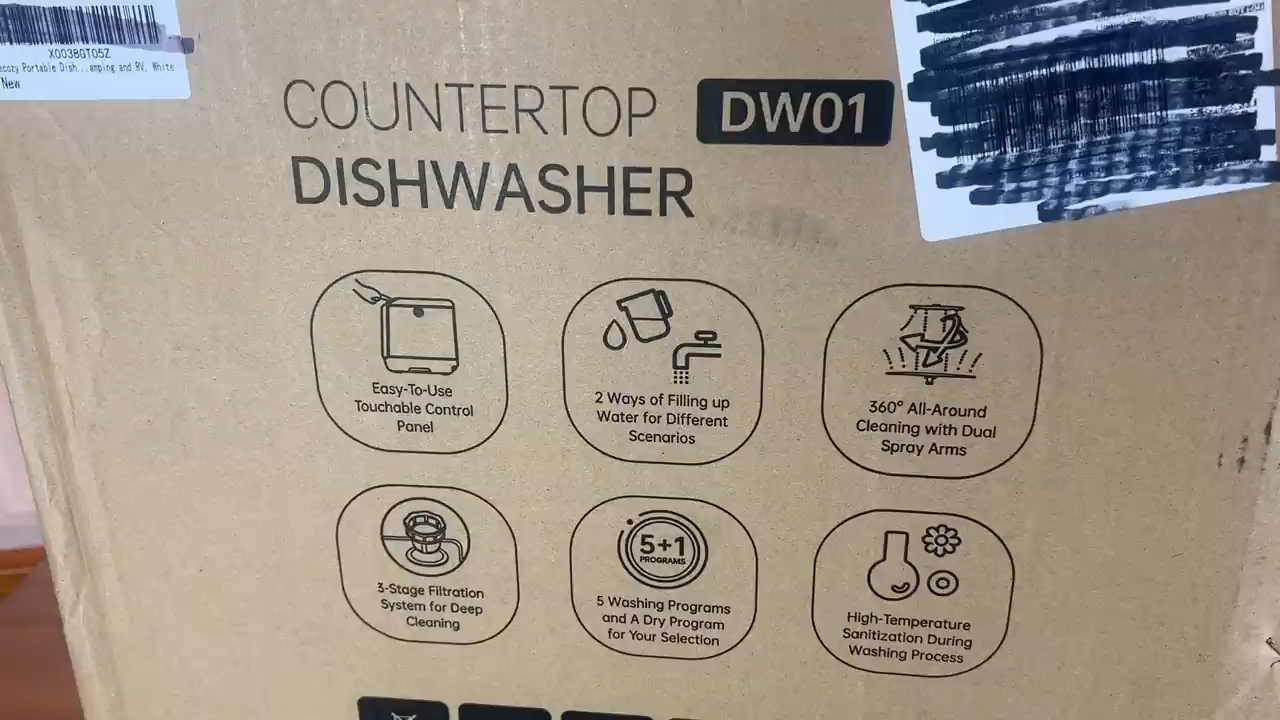 X0038GT05Z
Portable Dish...amping and RV, White
New
COUNTERTOP DW01
DISHWASHER
Easy-To-Use
Touchable Control
Panel
2 Ways of Filling up
Water for Different
Scenarios
360° All-Around
Cleaning with Dual
Spray Arms
3-Stage Filtration
System for Deep
Cleaning
5+1
PROGRAMS
5 Washing Programs
and A Dry Program
for Your Selection
High-Temperature
Sanitization During
Washing Process